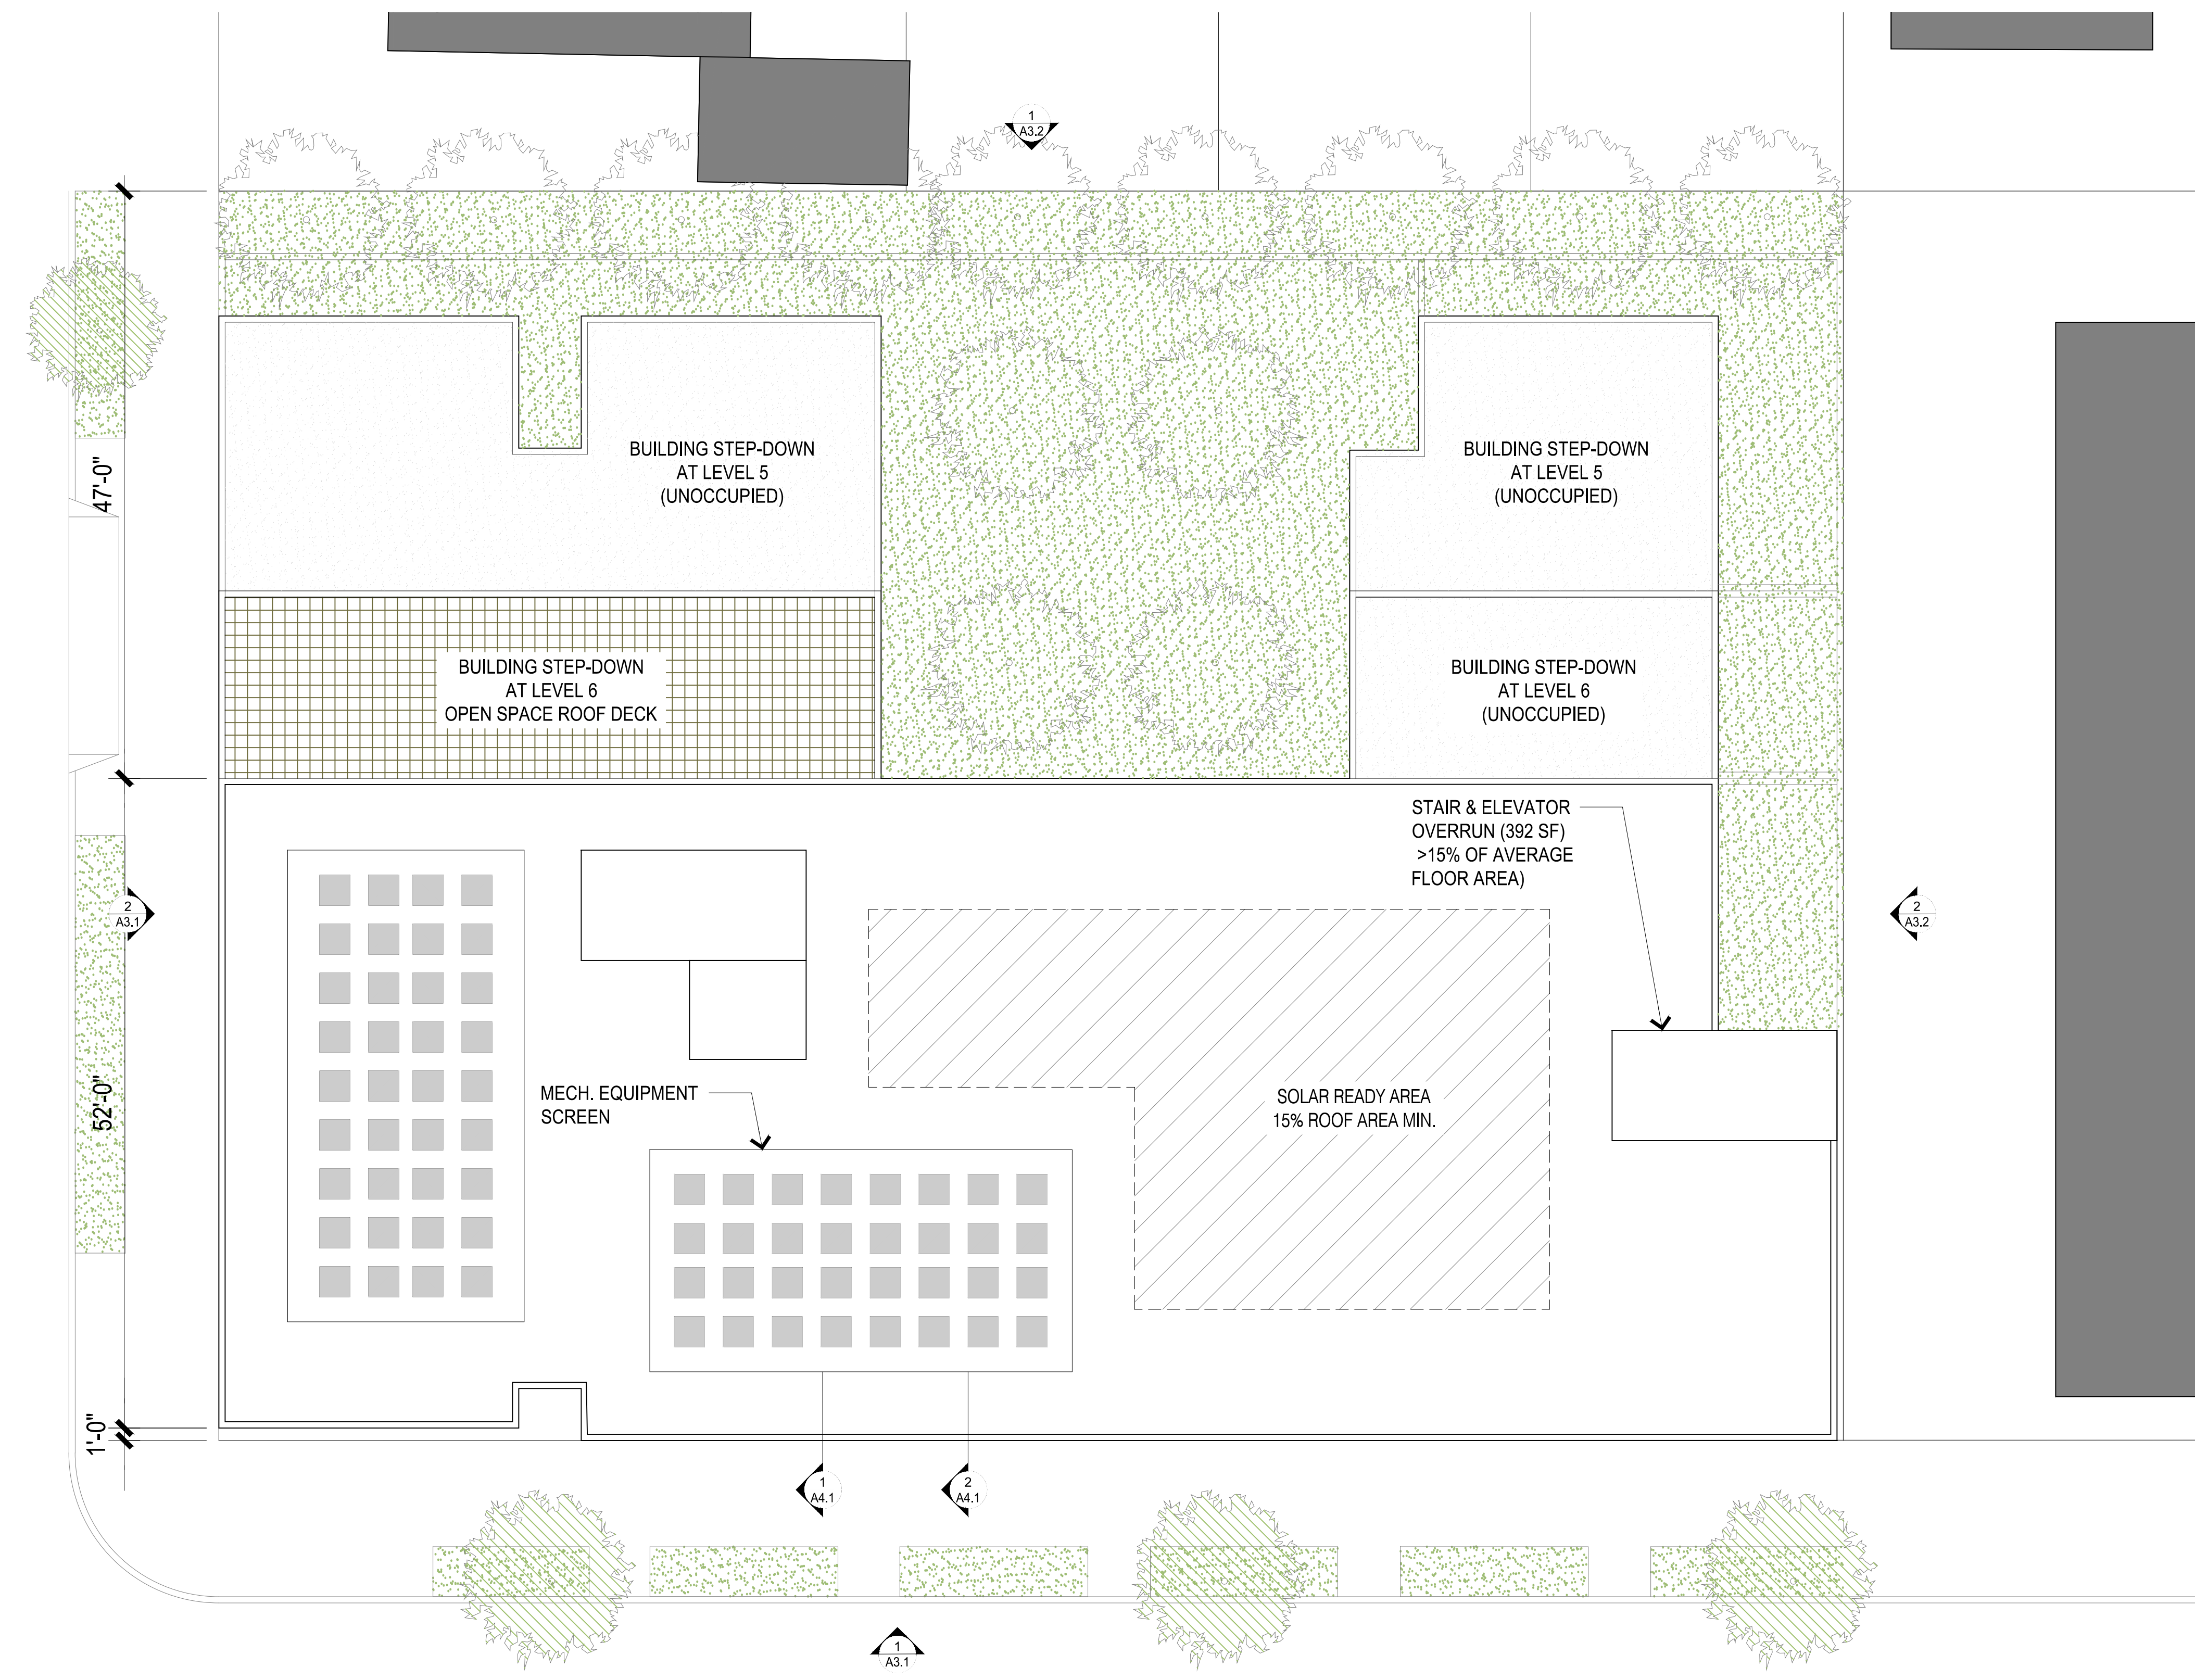 1
A3.2
47'-0"
BUILDING STEP-DOWN
AT LEVEL 5
(UNOCCUPIED)
BUILDING STEP-DOWN
AT LEVEL 5
(UNOCCUPIED)
BUILDING STEP-DOWN
AT LEVEL 6
OPEN SPACE ROOF DECK
BUILDING STEP-DOWN
AT LEVEL 6
(UNOCCUPIED)
STAIR & ELEVATOR
OVERRUN (392 SF)
>15% OF AVERAGE
FLOOR AREA)
2
A3.1
2
A3.2
52'-0"
MECH. EQUIPMENT
SCREEN
SOLAR READY AREA
15% ROOF AREA MIN.
1'-0"
1
A4.1
2
A4.1
1
A3.1